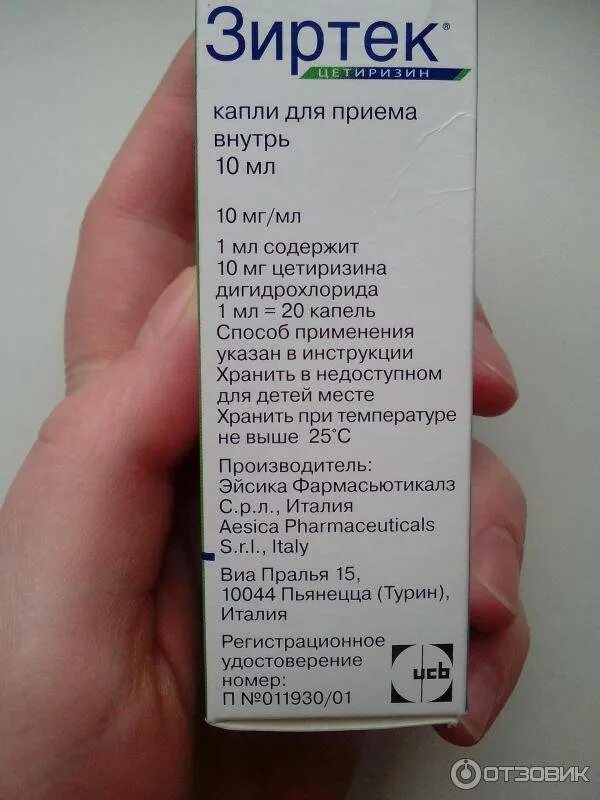 Зиртек®
ЦЕТИРИЗИН
капли для приема
внутрь
10 мл
10 мг/мл
1 мл содержит
10 мг цетиризина
дигидрохлорида
1 мл = 20 капель
Способ применения
указан в инструкции
Хранить в недоступном
для детей месте
Хранить при температуре
не выше 25°С
Производитель:
Эйсика Фармасьютикалз
С.р.л., Италия
Aesica Pharmaceuticals
S.r.l., Italy
Виа Пралья 15,
10044 Пьянецца (Турин),
Италия
Регистрационное
удостоверение
номер:
П №011930/01
ucb
ОТЗОВИК